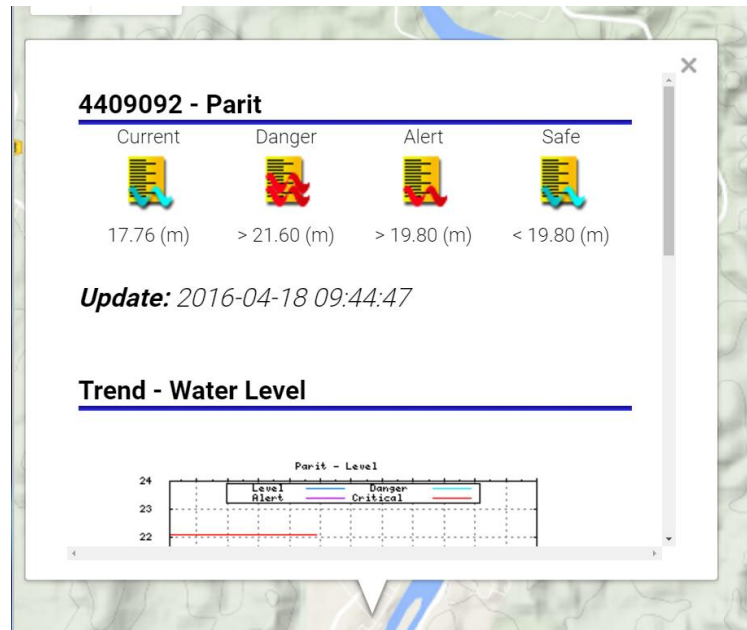 4409092 - Parit
Current Danger Alert Safe
17.76 (m) > 21.60 (m) > 19.80 (m) < 19.80 (m)
Update: 2016-04-18 09:44:47
Trend - Water Level
Parit - Level
24
Level Danger
Alert Critical
23
22